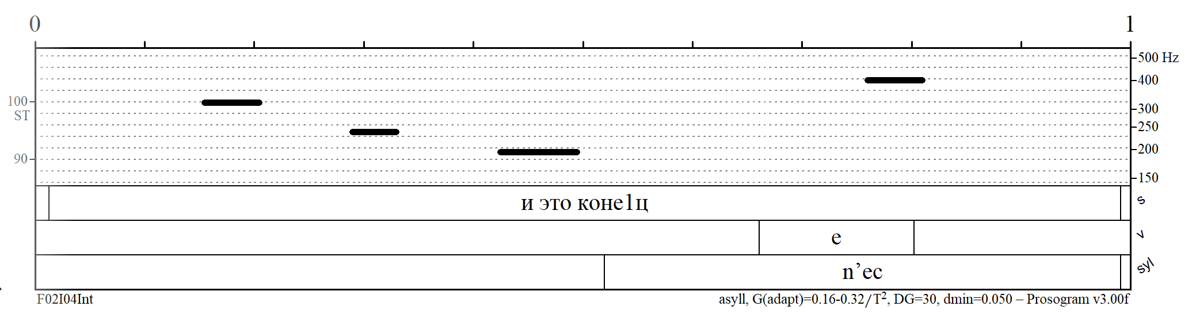 0 1
500 Hz
400
100
ST
300
250
90
200
150
и это коне1ц s
e v
n’ec syl
F02I04Int
asyll, G(adapt)=0.16-0.32/T², DG=30, dmin=0.050 – Prosogram v3.00f